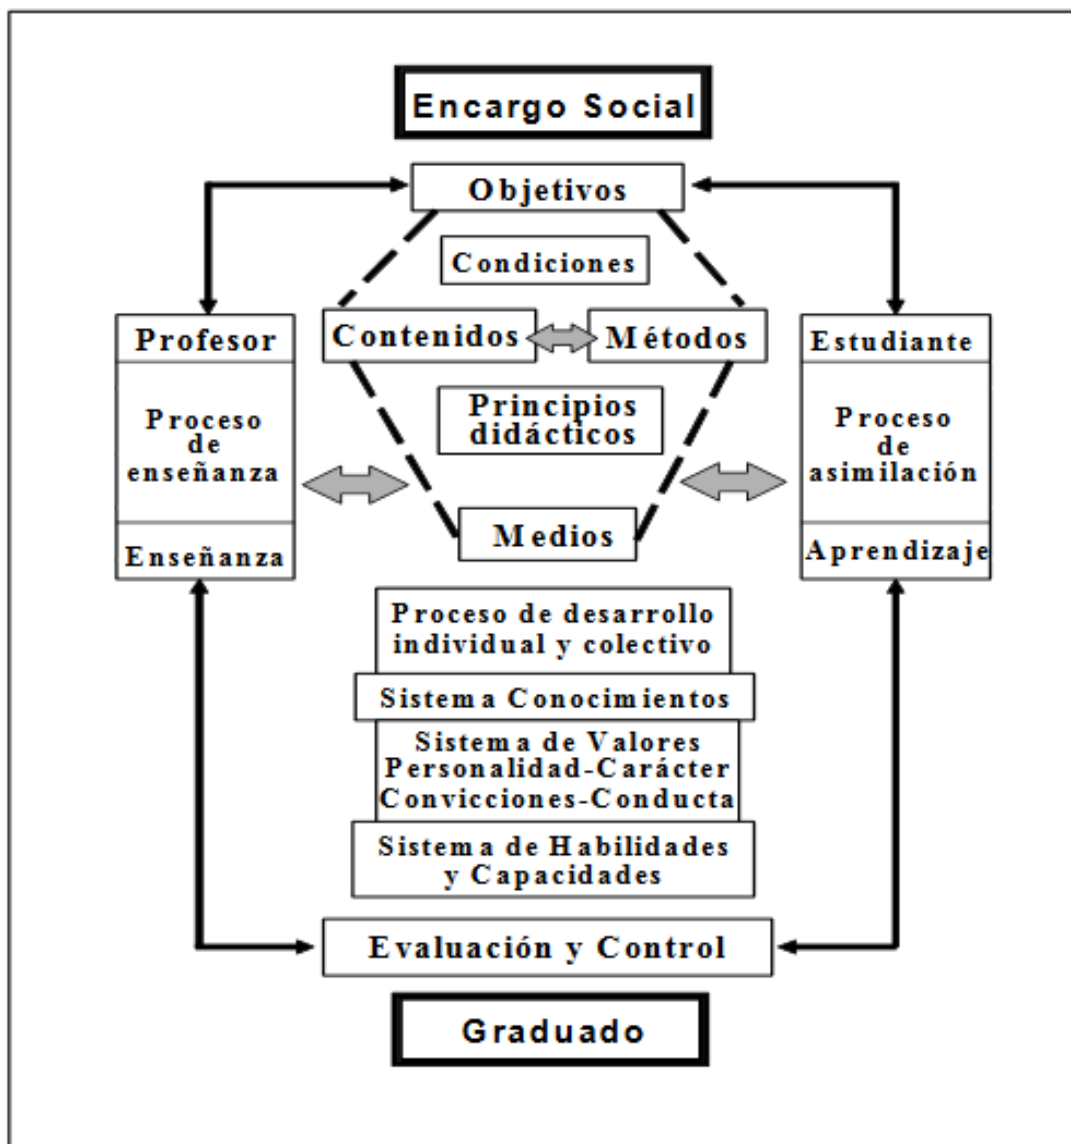 Encargo Social
Objetivos
Condiciones
Contenidos
Métodos
Profesor
Proceso
de
enseñanza
Enseñanza
Principios
didácticos
Medios
Estudiante
Proceso
de
asimilación
Aprendizaje
Proceso de desarrollo
individual y colectivo
Sistema Conocimientos
Sistema de Valores
Personalidad-Carácter
Convicciones-Conducta
Sistema de Habilidades
y Capacidades
Evaluación y Control
Graduado